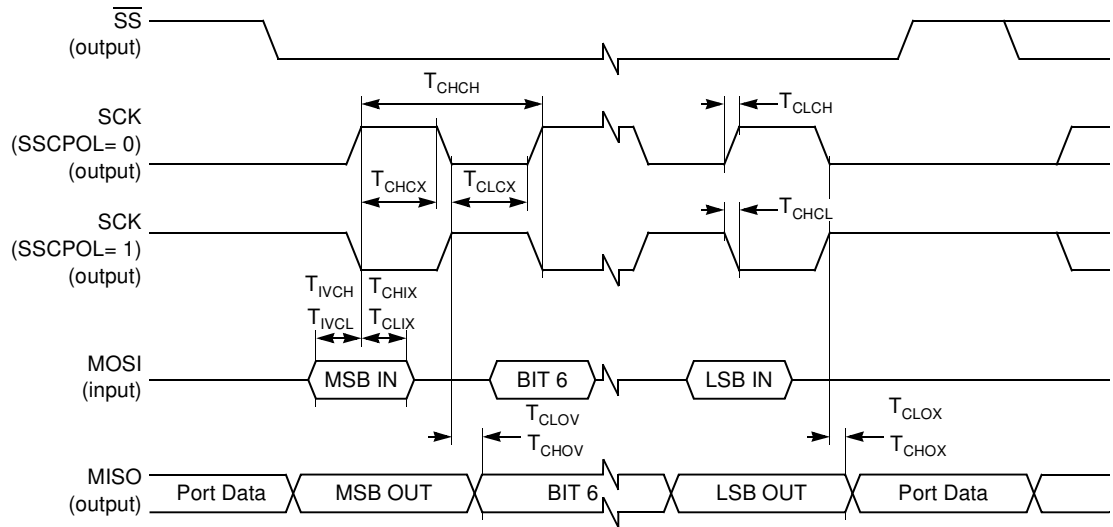 SS
(output)
T_CHCH
SCK
(SSCPOL= 0)
(output)
T_CLCH
T_CHCX
T_CLCX
SCK
(SSCPOL= 1)
(output)
T_CHCL
T_IVCH
T_CHIX
T_IVCL
T_CLIX
MOSI
(input)
MSB IN
BIT 6
LSB IN
T_CLOV
T_CHOV
T_CLOX
T_CHOX
MISO
(output)
Port Data
MSB OUT
BIT 6
LSB OUT
Port Data